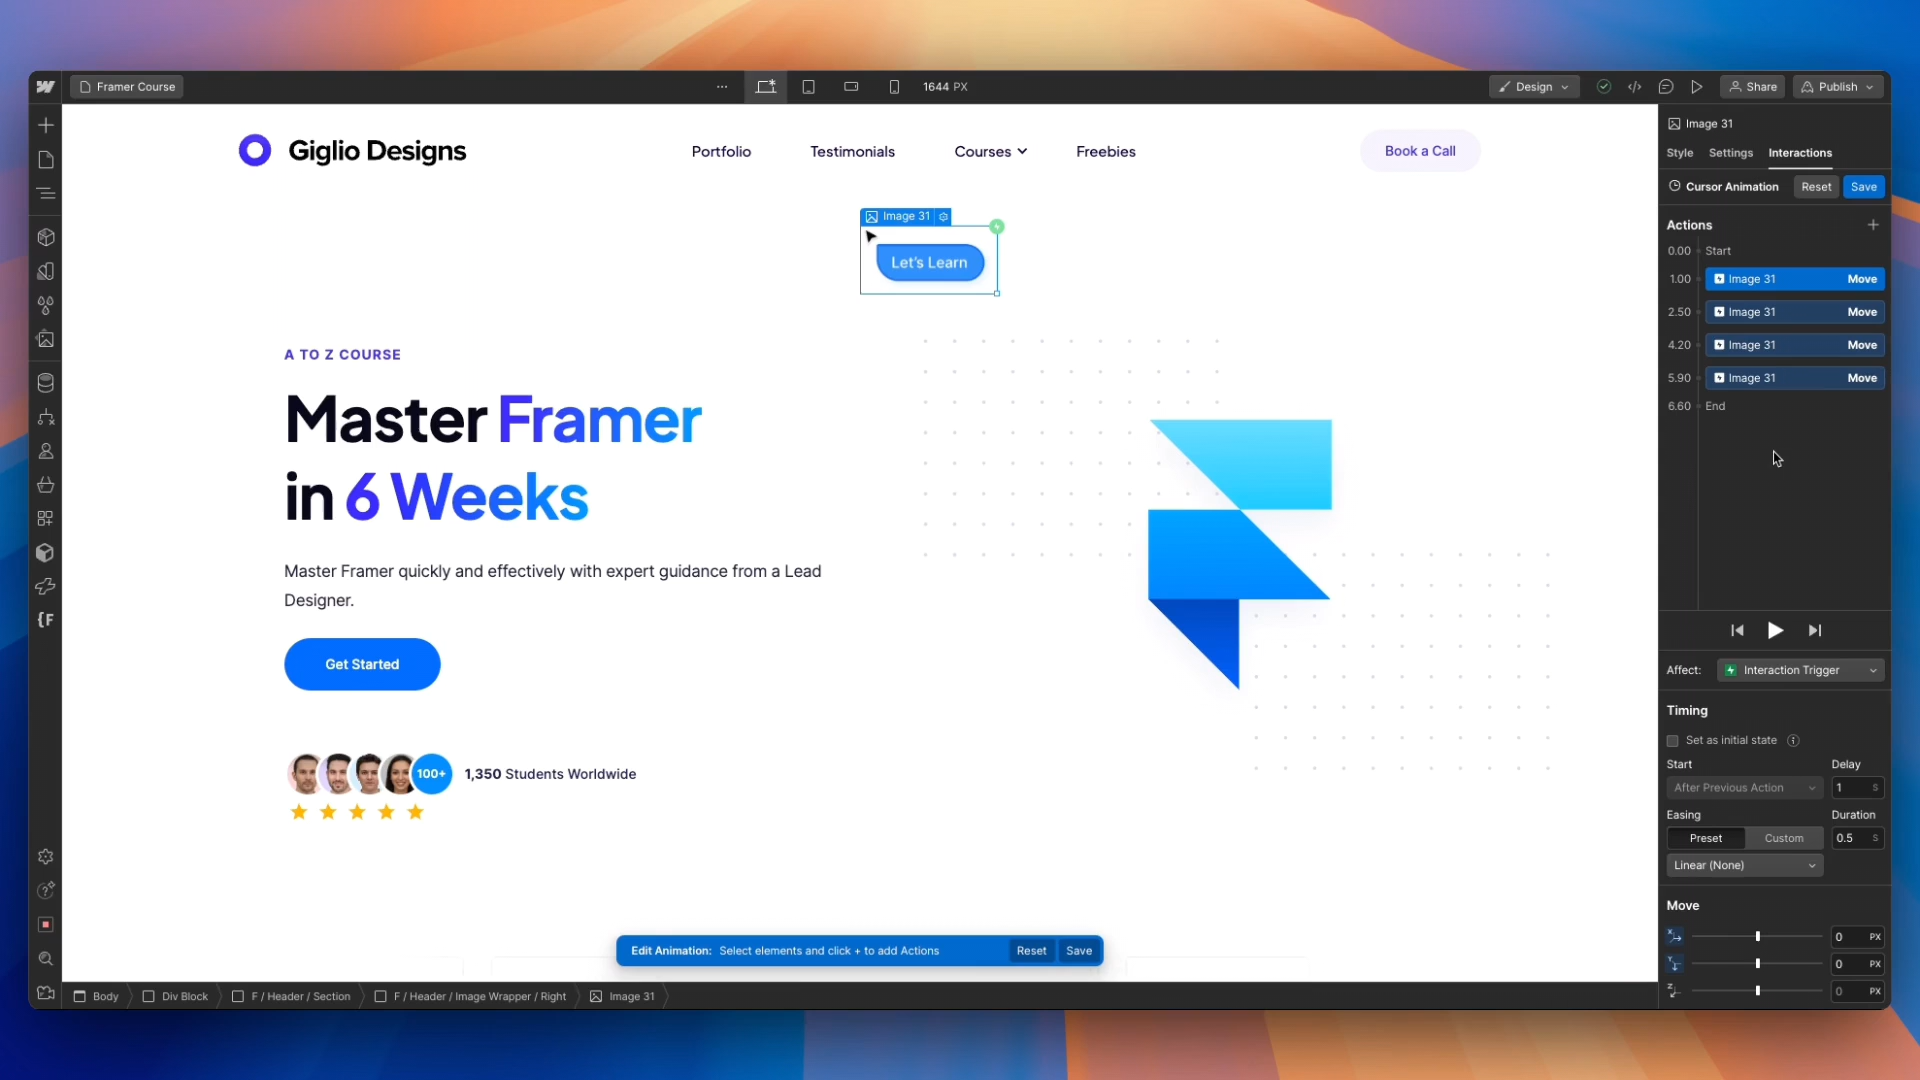 Framer Course
1644 PX
Design
Share
Publish
Giglio Designs
Portfolio
Testimonials
Courses
Freebies
Book a Call
Image 31
Let's Learn
A TO Z COURSE
Master Framer
in 6 Weeks
Master Framer quickly and effectively with expert guidance from a Lead
Designer.
Get Started
100+
1,350 Students Worldwide
Edit Animation: Select elements and click + to add Actions
Reset
Save
Body
Div Block
F / Header / Section
F / Header / Image Wrapper / Right
Image 31
Image 31
Style
Settings
Interactions
Cursor Animation
Reset
Save
Actions
0.00 Start
1.00 Image 31 Move
2.50 Image 31 Move
4.20 Image 31 Move
5.90 Image 31 Move
6.60 End
Affect: Interaction Trigger
Timing
Set as initial state
Start
Delay
After Previous Action
1 S
Easing
Duration
Preset
Custom
0.5 S
Linear (None)
Move
X 0 PX
Y 0 PX
Z 0 PX